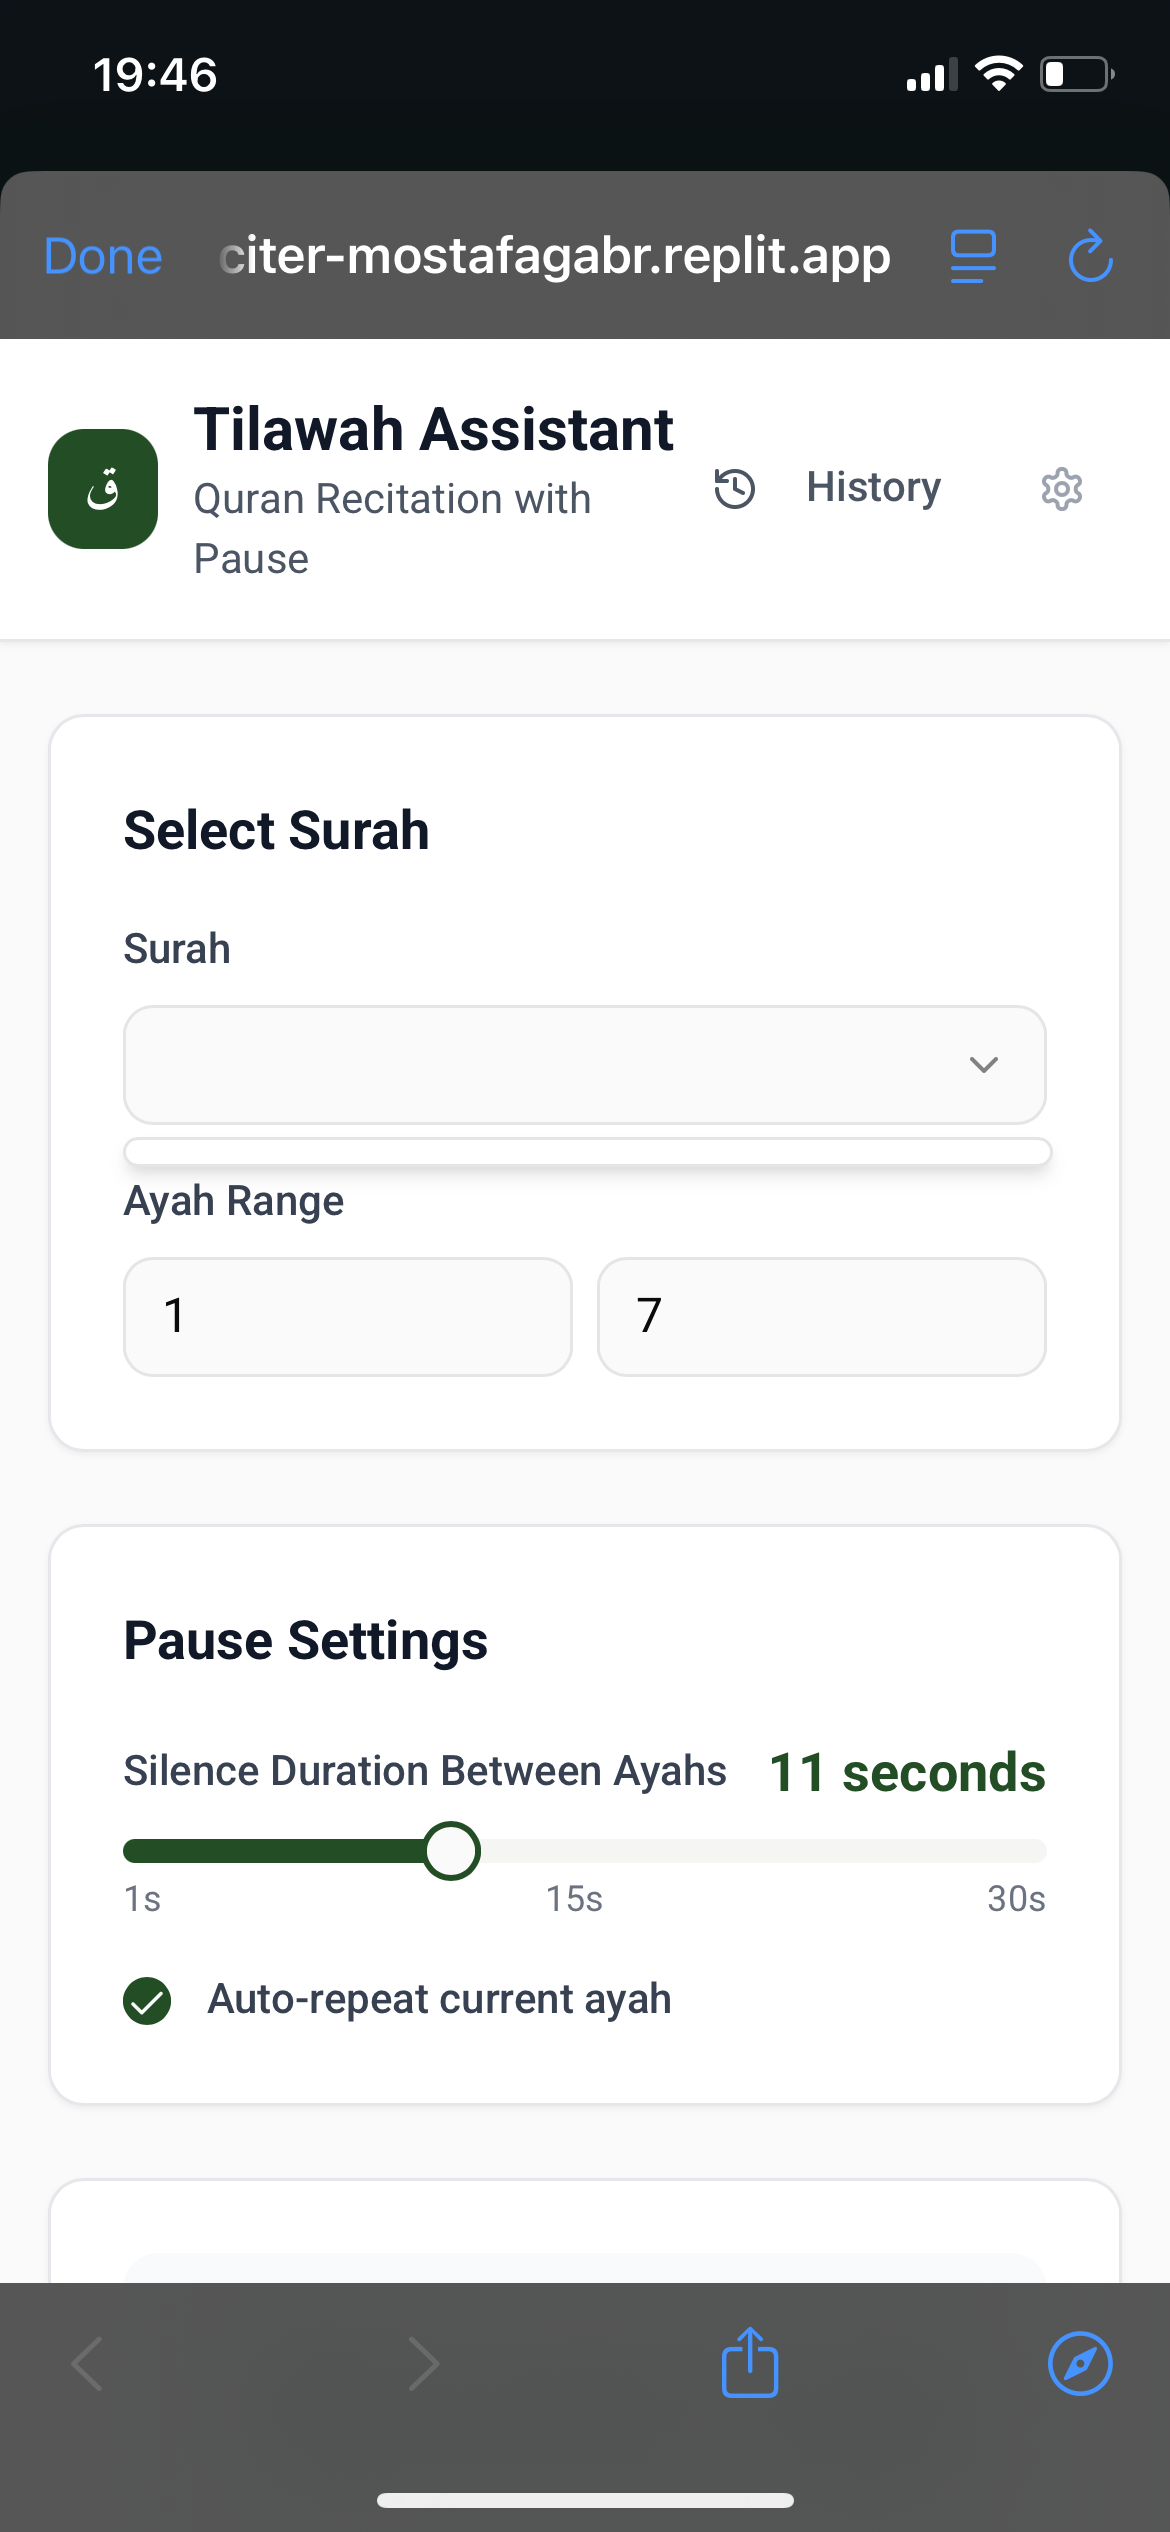 19:46
Done
citer-mostafagabr.replit.app
ق
Tilawah Assistant
Quran Recitation with
Pause
History
Select Surah
Surah
Ayah Range
1
7
Pause Settings
Silence Duration Between Ayahs
11 seconds
1s
15s
30s
Auto-repeat current ayah